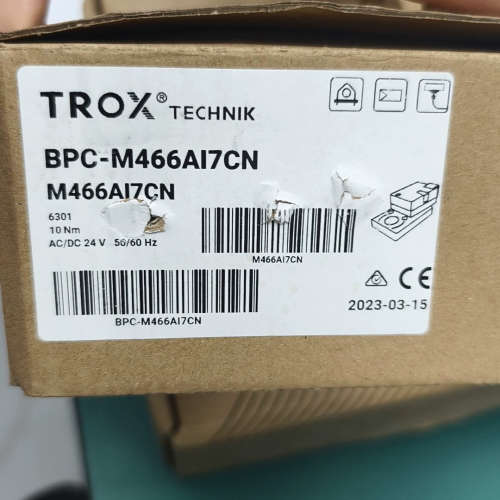 TROX® TECHNIK
BPC-M466AI7CN
M466AI7CN
6301
10 Nm
AC/DC 24 V 50/60 Hz
M466AI7CN
CE
2023-03-15
BPC-M466AI7CN